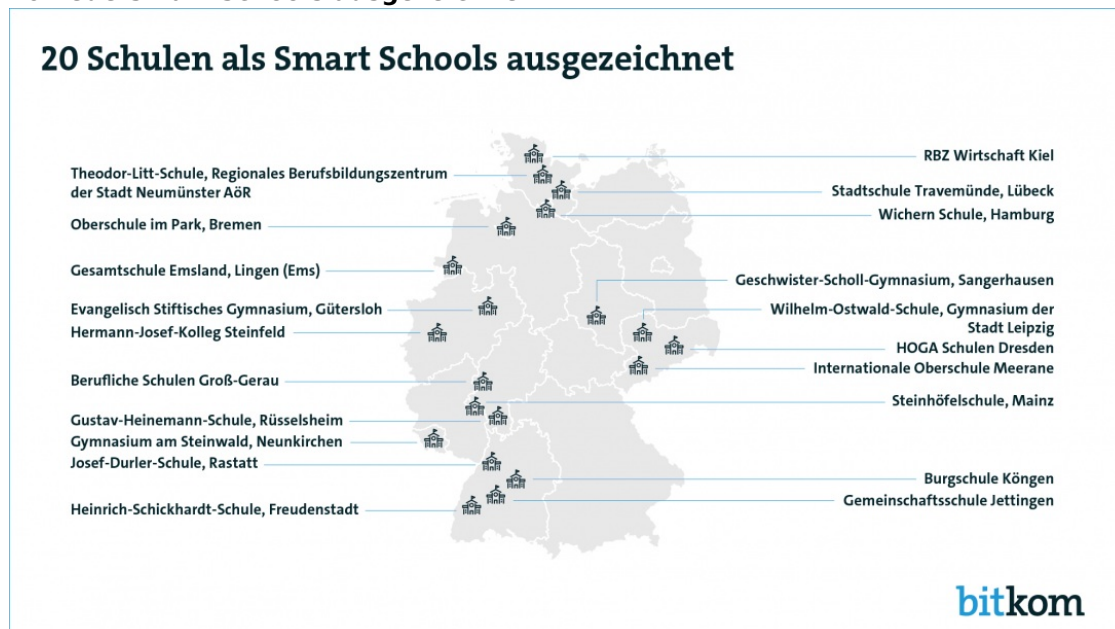 20 Schulen als Smart Schools ausgezeichnet
Theodor-Litt-Schule, Regionales Berufsbildungszentrum
der Stadt Neumünster AöR
Oberschule im Park, Bremen
Gesamtschule Emsland, Lingen (Ems)
Evangelisch Stiftisches Gymnasium, Gütersloh
Hermann-Josef-Kolleg Steinfeld
Berufliche Schulen Groß-Gerau
Gustav-Heinemann-Schule, Rüsselsheim
Gymnasium am Steinwald, Neunkirchen
Josef-Durler-Schule, Rastatt
Heinrich-Schickhardt-Schule, Freudenstadt
RBZ Wirtschaft Kiel
Stadtschule Travemünde, Lübeck
Wichern Schule, Hamburg
Geschwister-Scholl-Gymnasium, Sangerhausen
Wilhelm-Ostwald-Schule, Gymnasium der
Stadt Leipzig
HOGA Schulen Dresden
Internationale Oberschule Meerane
Steinhöfelschule, Mainz
Burgschule Köngen
Gemeinschaftsschule Jettingen
bitkom